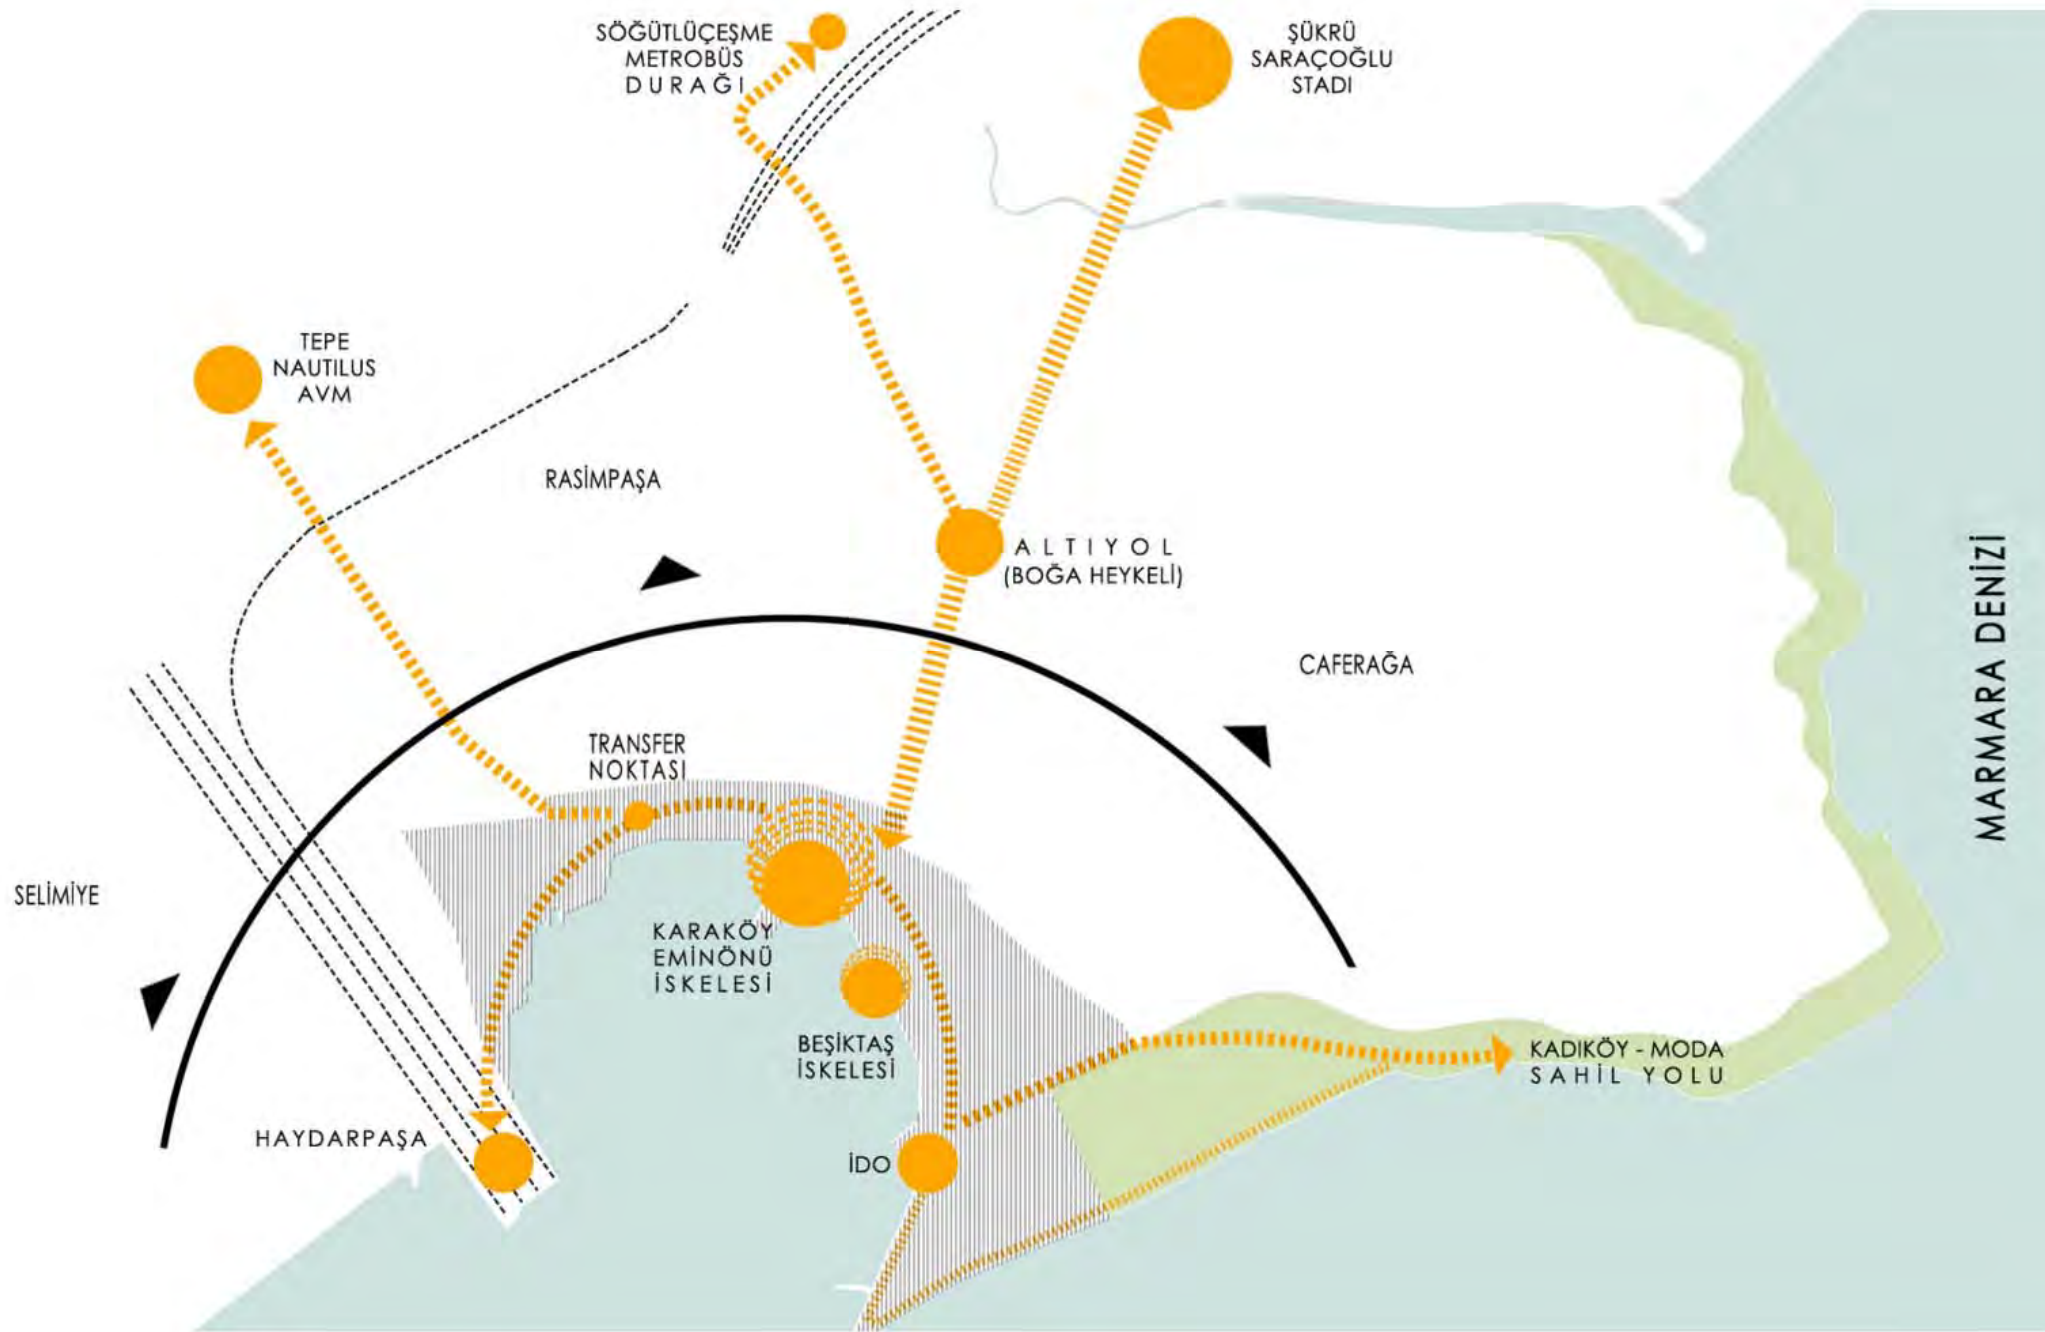 SÖĞÜTLÜÇEŞME
METROBÜS
DURAĞI
ŞÜKRÜ
SARAÇOĞLU
STADI
TEPE
NAUTILUS
AVM
RASİMPAŞA
ALTIYOL
(BOĞA HEYKELİ)
CAFERAĞA
MARMARA DENİZİ
TRANSFER
NOKTASI
SELİMİYE
KARAKÖY
EMİNÖNÜ
İSKELESİ
BEŞİKTAŞ
İSKELESİ
KADIKÖY - MODA
SAHİL YOLU
HAYDARPAŞA
İDO